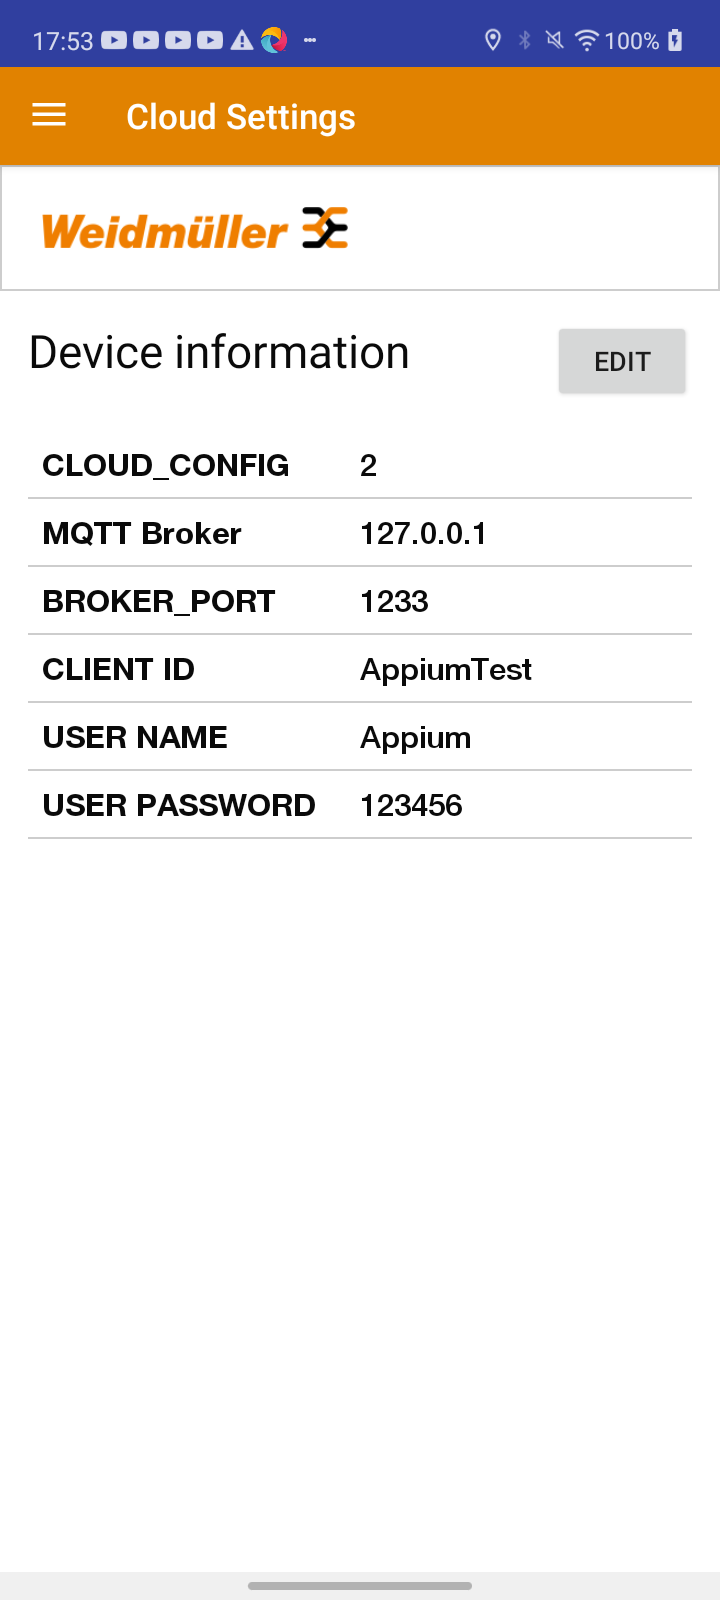 17:53 100%
Cloud Settings
Weidmüller
Device information EDIT
CLOUD_CONFIG 2
MQTT Broker 127.0.0.1
BROKER_PORT 1233
CLIENT ID AppiumTest
USER NAME Appium
USER PASSWORD 123456